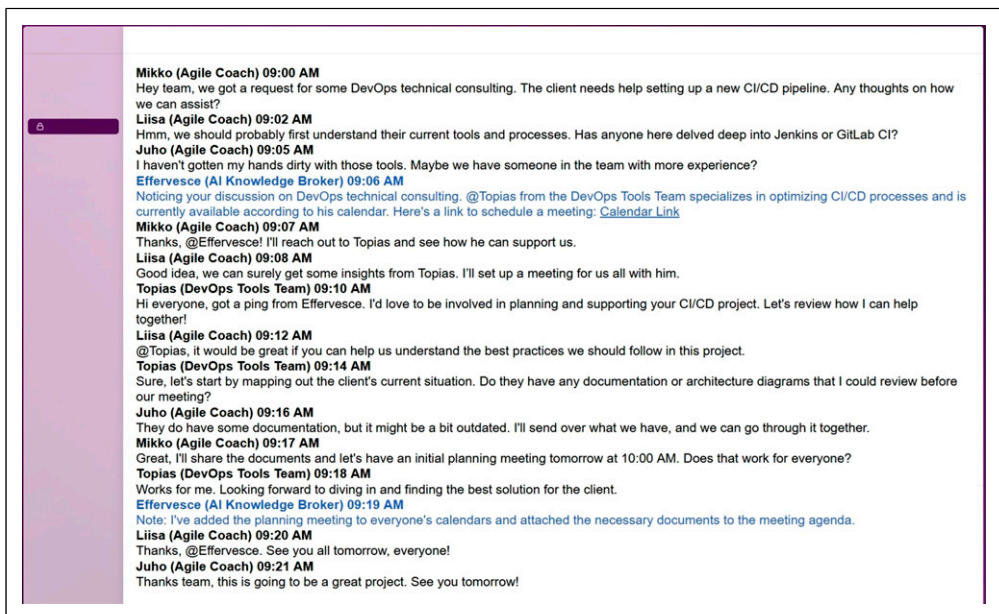 Mikko (Agile Coach) 09:00 AM
Hey team, we got a request for some DevOps technical consulting. The client needs help setting up a new CI/CD pipeline. Any thoughts on how
we can assist?
Liisa (Agile Coach) 09:02 AM
Hmm, we should probably first understand their current tools and processes. Has anyone here delved deep into Jenkins or GitLab CI?
Juho (Agile Coach) 09:05 AM
I haven't gotten my hands dirty with those tools. Maybe we have someone in the team with more experience?
Effervesce (AI Knowledge Broker) 09:06 AM
Noticing your discussion on DevOps technical consulting. @Topias from the DevOps Tools Team specializes in optimizing CI/CD processes and is
currently available according to his calendar. Here's a link to schedule a meeting: Calendar Link
Mikko (Agile Coach) 09:07 AM
Thanks, @Effervesce! I'll reach out to Topias and see how he can support us.
Liisa (Agile Coach) 09:08 AM
Good idea, we can surely get some insights from Topias. I'll set up a meeting for us all with him.
Topias (DevOps Tools Team) 09:10 AM
Hi everyone, got a ping from Effervesce. I'd love to be involved in planning and supporting your CI/CD project. Let's review how I can help
together!
Liisa (Agile Coach) 09:12 AM
@Topias, it would be great if you can help us understand the best practices we should follow in this project.
Topias (DevOps Tools Team) 09:14 AM
Sure, let's start by mapping out the client's current situation. Do they have any documentation or architecture diagrams that I could review before
our meeting?
Juho (Agile Coach) 09:16 AM
They do have some documentation, but it might be a bit outdated. I'll send over what we have, and we can go through it together.
Mikko (Agile Coach) 09:17 AM
Great, I'll share the documents and let's have an initial planning meeting tomorrow at 10:00 AM. Does that work for everyone?
Topias (DevOps Tools Team) 09:18 AM
Works for me. Looking forward to diving in and finding the best solution for the client.
Effervesce (AI Knowledge Broker) 09:19 AM
Note: I've added the planning meeting to everyone's calendars and attached the necessary documents to the meeting agenda.
Liisa (Agile Coach) 09:20 AM
Thanks, @Effervesce. See you all tomorrow, everyone!
Juho (Agile Coach) 09:21 AM
Thanks team, this is going to be a great project. See you tomorrow!